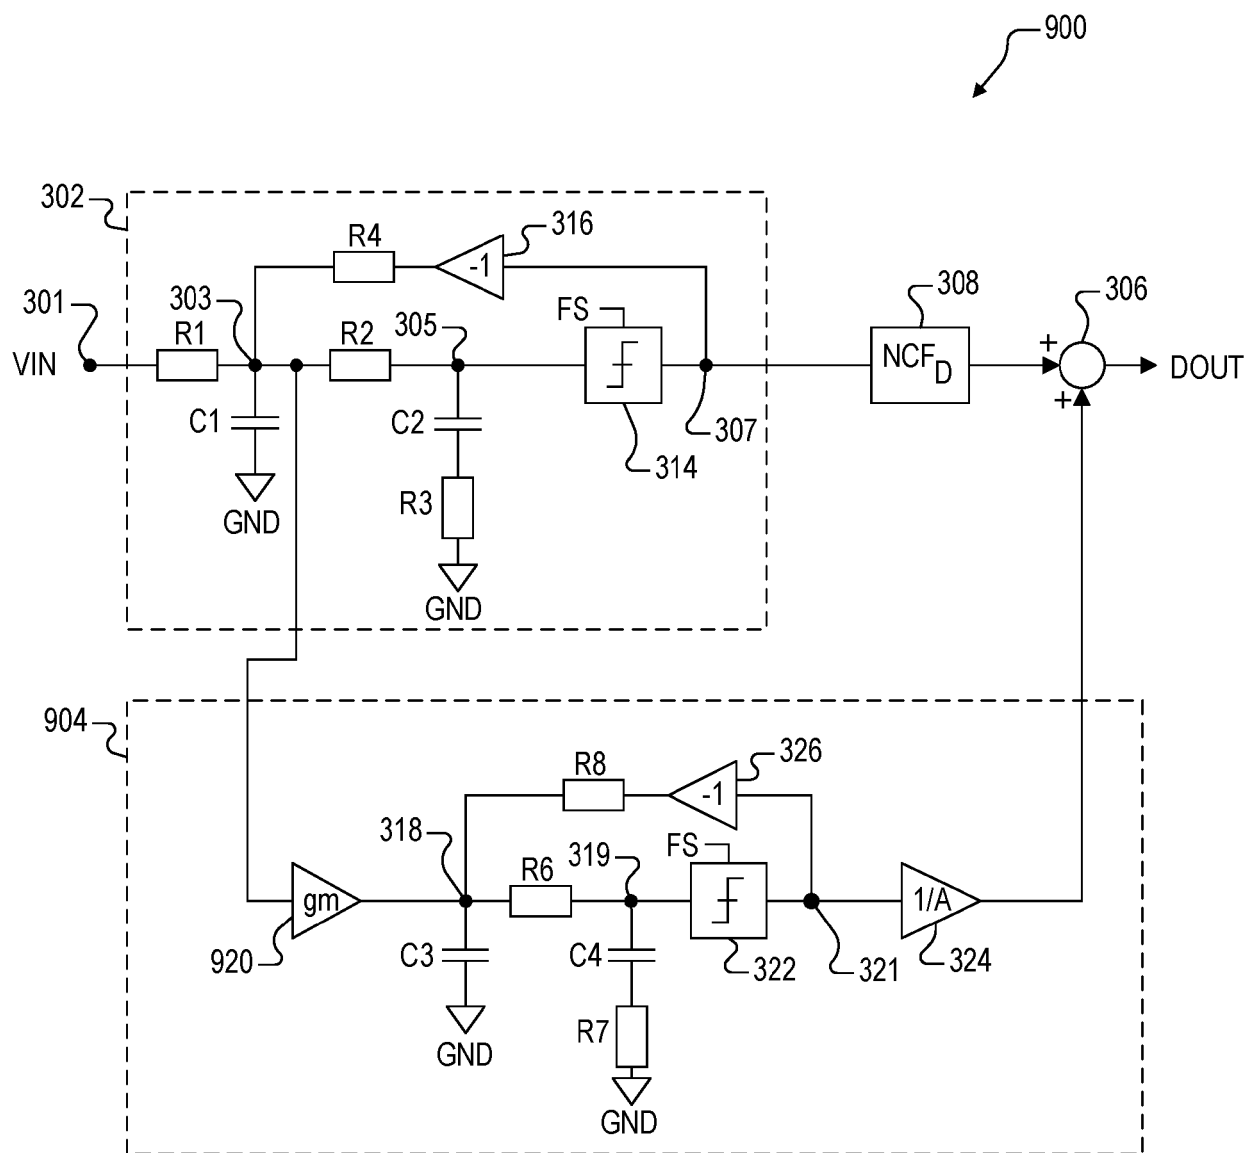 900
302
R4
-1
316
301
303
R1
R2
305
FS
308
306
VIN
NCF_D
+
DOUT
+
C1
C2
307
314
R3
GND
GND
904
R8
-1
326
318
319
FS
R6
gm
1/A
920
C3
C4
322
321
324
R7
GND
GND